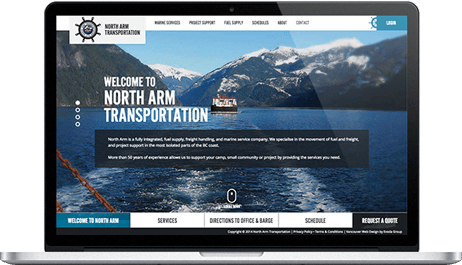 NORTH ARM
TRANSPORTATION
MARINE SERVICES
PROJECT SUPPORT
FUEL SUPPLY
SCHEDULES
ABOUT
CONTACT
LOGIN
WELCOME TO
NORTH ARM
TRANSPORTATION
North Arm is a fully integrated, fuel supply, freight handling, and marine service company. We specialise in the movement of fuel and freight,
and project support in the most isolated parts of the BC coast.
More than 50 years of experience allows us to support your camp, small community or project by providing the services you need.
WELCOME TO NORTH ARM
SERVICES
DIRECTIONS TO OFFICE & BARGE
SCHEDULE
REQUEST A QUOTE
Copyright © 2014 North Arm Transportation | Privacy Policy • Terms & Conditions | Vancouver Web Design by Group